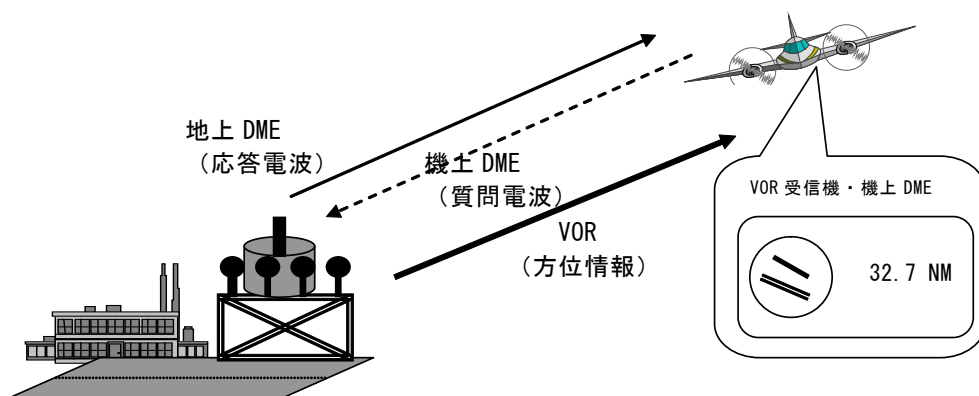 地上 DME
（応答電波）
機上 DME
（質問電波）
VOR
（方位情報）
VOR 受信機・機上 DME
32.7 NM